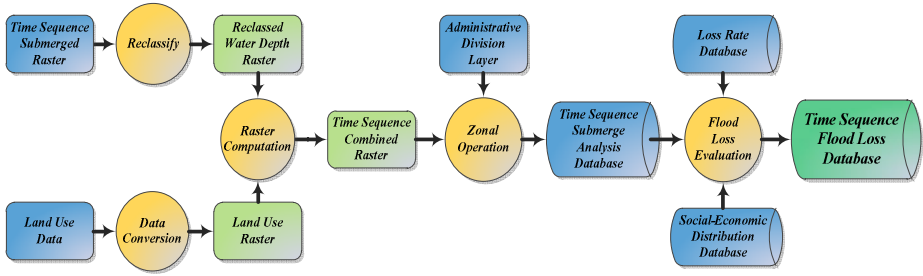 Time Sequence
Submerged
Raster
Reclassify
Reclassed
Water Depth
Raster
Administrative
Division
Layer
Loss Rate
Database
Raster
Computation
Time Sequence
Combined
Raster
Zonal
Operation
Time Sequence
Submerge
Analysis
Database
Flood
Loss
Evaluation
Time Sequence
Flood Loss
Database
Land Use
Data
Data
Conversion
Land Use
Raster
Social-Economic
Distribution
Database